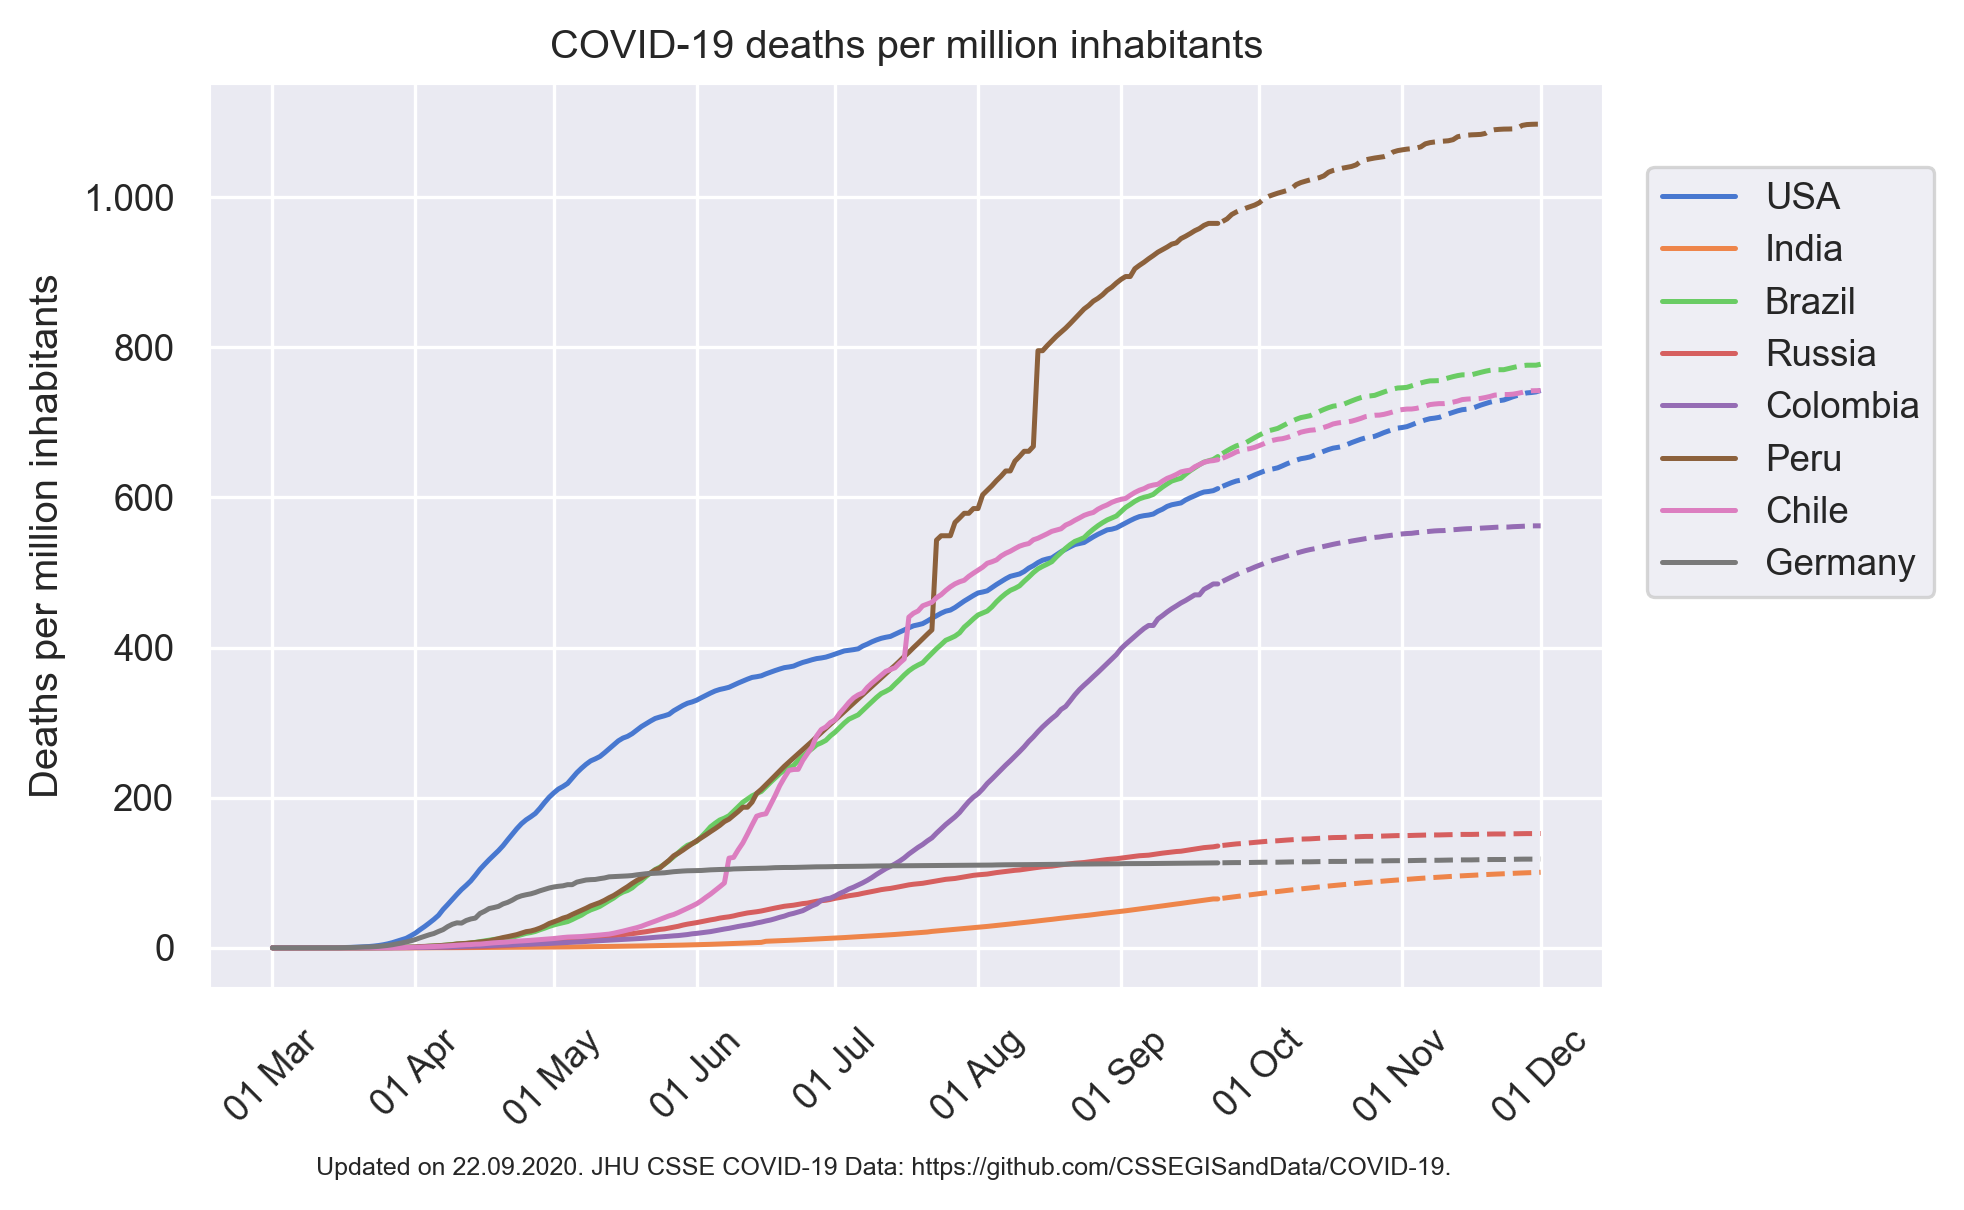 COVID-19 deaths per million inhabitants
Deaths per million inhabitants
1.000
800
600
400
200
0
01 Mar
01 Apr
01 May
01 Jun
01 Jul
01 Aug
01 Sep
01 Oct
01 Nov
01 Dec
USA
India
Brazil
Russia
Colombia
Peru
Chile
Germany
Updated on 22.09.2020. JHU CSSE COVID-19 Data: https://github.com/CSSEGISandData/COVID-19.